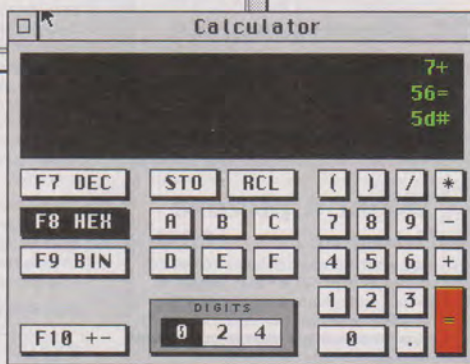 Calculator
7+
56=
5d#
F7 DEC STO RCL ( ) / *
F8 HEX A B C 7 8 9 -
F9 BIN D E F 4 5 6 +
DIGITS 1 2 3 =
F10 +- 0 2 4 0 .